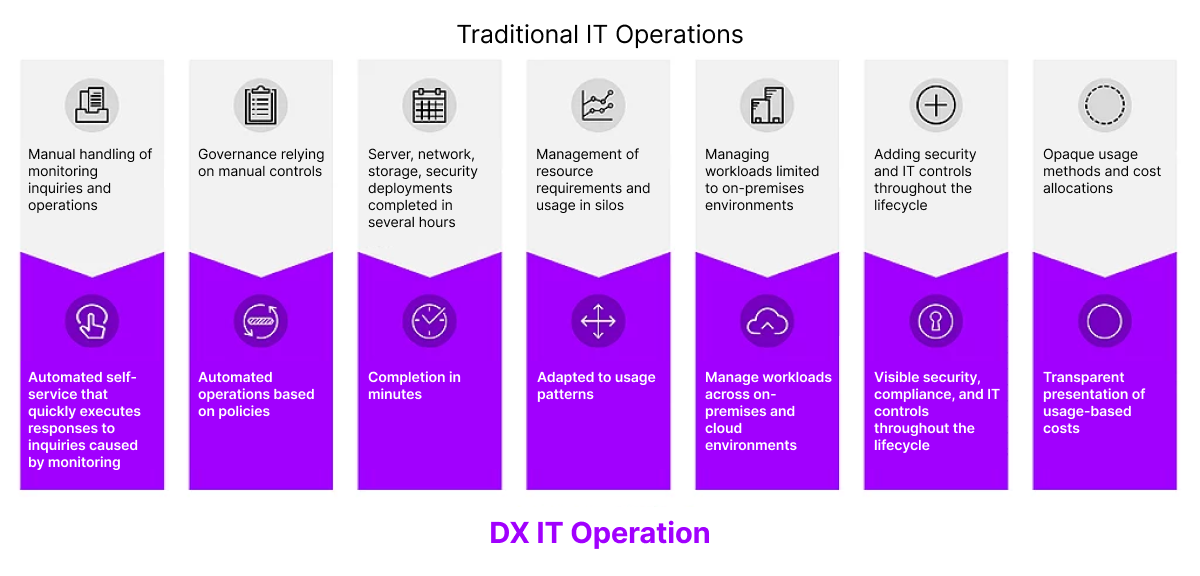 Traditional IT Operations
Manual handling of
monitoring
inquiries and
operations
Governance relying
on manual controls
Server, network,
storage, security
deployments
completed in
several hours
Management of
resource
requirements and
usage in silos
Managing
workloads limited
to on-premises
environments
Adding security
and IT controls
throughout the
lifecycle
Opaque usage
methods and cost
allocations
Automated self-
service that
quickly executes
responses to
inquiries caused
by monitoring
Automated
operations based
on policies
Completion in
minutes
Adapted to usage
patterns
Manage workloads
across on-
premises and
cloud
environments
Visible security,
compliance, and IT
controls
throughout the
lifecycle
Transparent
presentation of
usage-based
costs
DX IT Operation